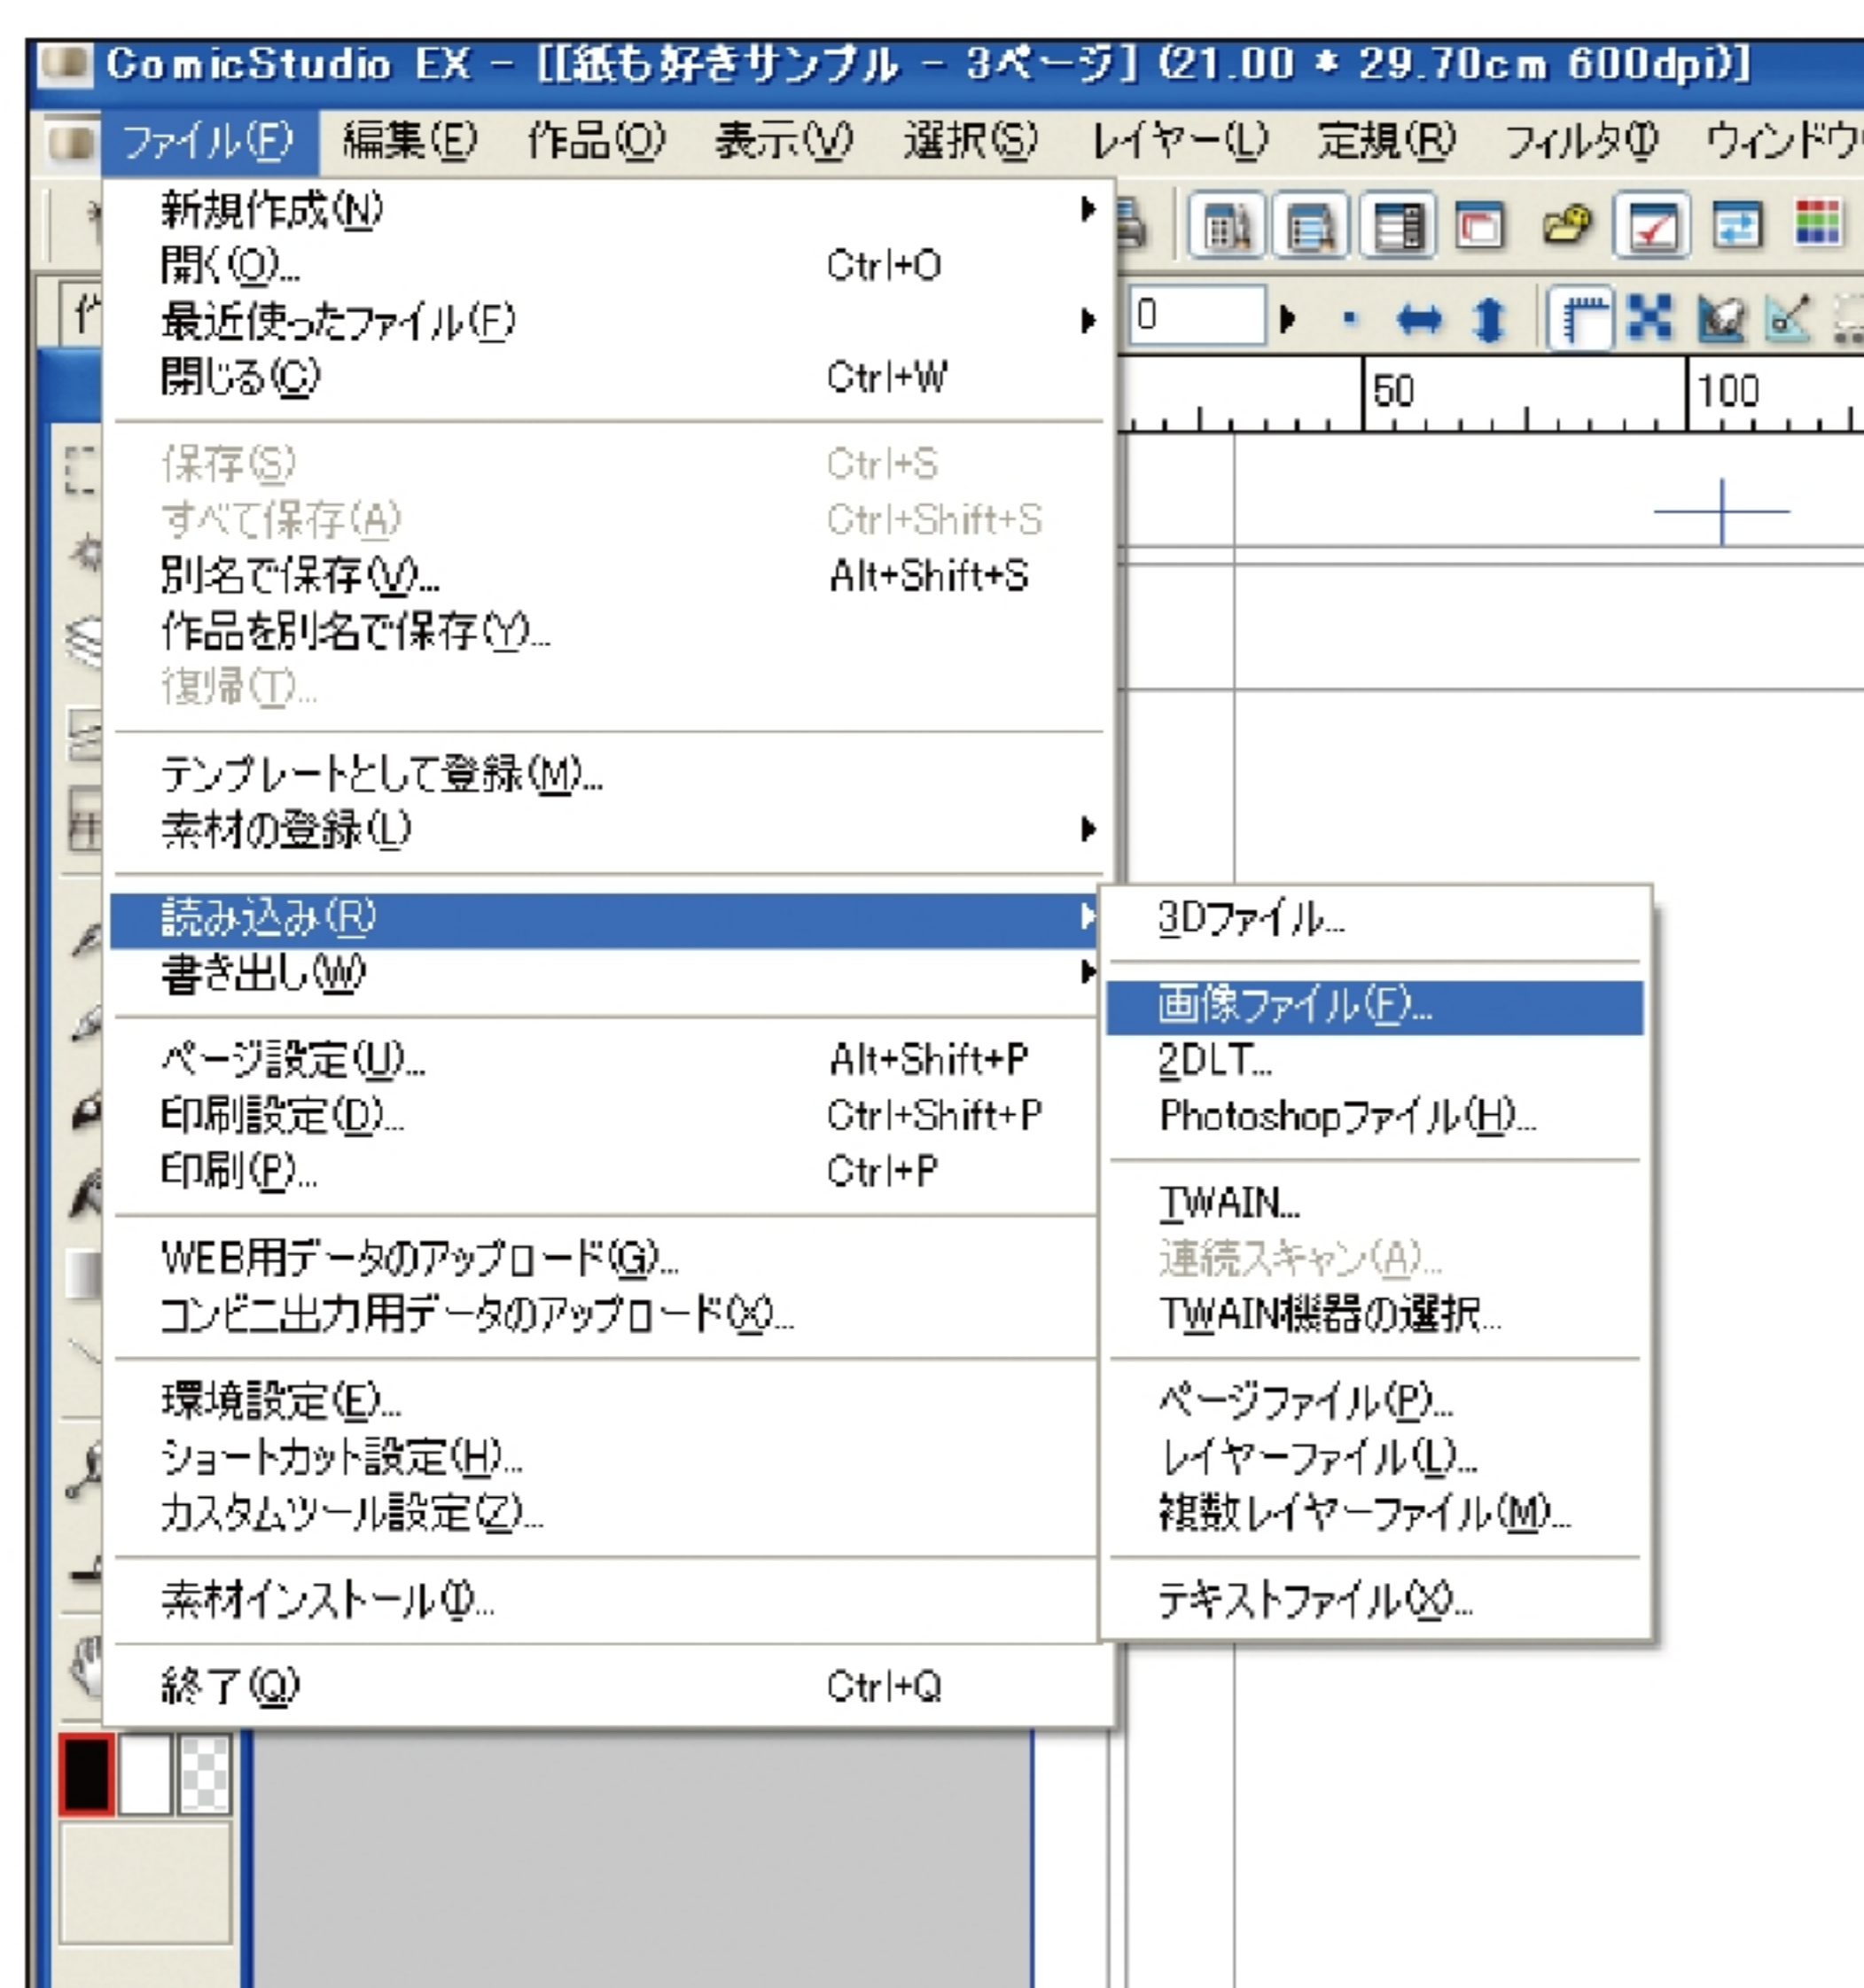 ComicStudio EX - [[紙も好きサンプル - 3ページ] (21.00 * 29.70cm 600dpi)]
ファイル(F) 編集(E) 作品(O) 表示(V) 選択(S) レイヤー(L) 定規(R) フィルタ(I) ウィンドウ
新規作成(N)
開く(O)... Ctrl+O
最近使ったファイル(F)
閉じる(C) Ctrl+W
保存(S) Ctrl+S
すべて保存(A) Ctrl+Shift+S
別名で保存(V)... Alt+Shift+S
作品を別名で保存(Y)...
復帰(T)...
テンプレートとして登録(M)...
素材の登録(L)
読み込み(R)
書き出し(W)
ページ設定(U)... Alt+Shift+P
印刷設定(D)... Ctrl+Shift+P
印刷(P)... Ctrl+P
WEB用データのアップロード(G)...
コンビニ出力用データのアップロード(X)...
環境設定(E)...
ショートカット設定(H)...
カスタムツール設定(Z)...
素材インストール(I)...
終了(Q) Ctrl+Q
0
50 100
3Dファイル...
画像ファイル(F)...
2DLT...
Photoshopファイル(H)...
TWAIN...
連続スキャン(A)...
TWAIN機器の選択...
ページファイル(P)...
レイヤーファイル(L)...
複数レイヤーファイル(M)...
テキストファイル(X)...